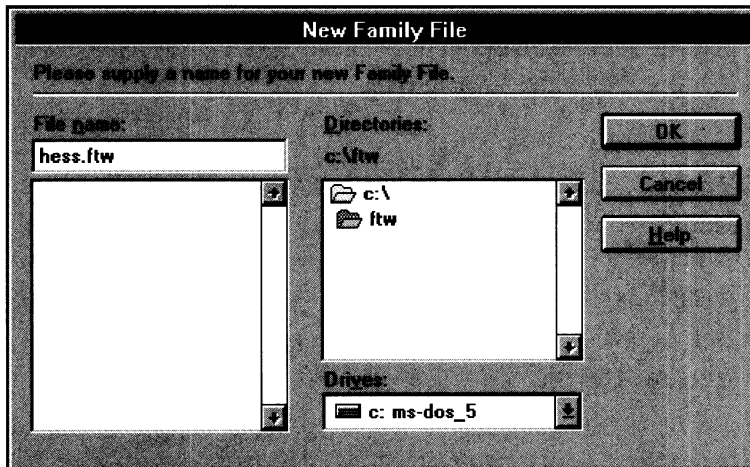 New Family File
Please supply a name for your new Family File.
File name:
hess.ftw
Directories:
c:\ftw
c:\
ftw
Drives:
c: ms-dos_5
OK
Cancel
Help